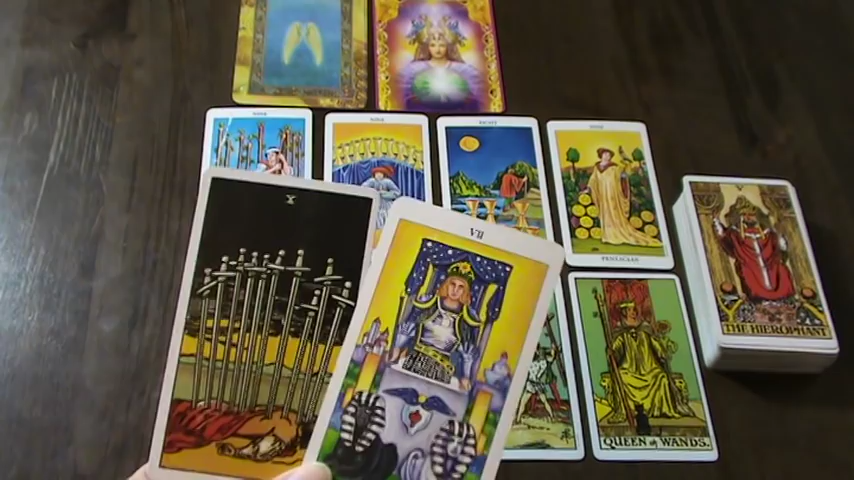 NINE
NINE
EIGHT
NINE
PENTACLES
X
VII
V
THE HIEROPHANT
QUEEN of WANDS.